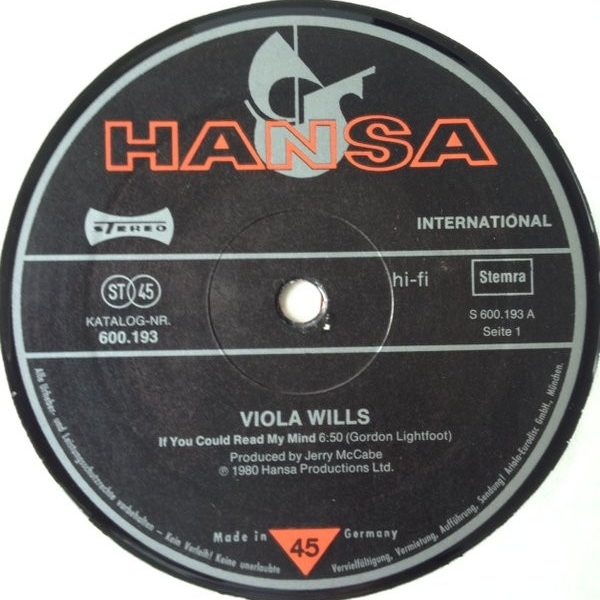 HANSA
STEREO
INTERNATIONAL
ST 45
hi-fi
Stemra
KATALOG-NR.
600.193
S 600.193 A
Seite 1
VIOLA WILLS
If You Could Read My Mind 6:50 (Gordon Lightfoot)
Produced by Jerry McCabe
℗ 1980 Hansa Productions Ltd.
Made in 45 Germany
Alle Urheber- und Leistungsschutzrechte vorbehalten – Kein Verleih! Keine unerlaubte Vervielfältigung, Vermietung, Aufführung, Sendung! Ariola-Eurodisc GmbH., München.